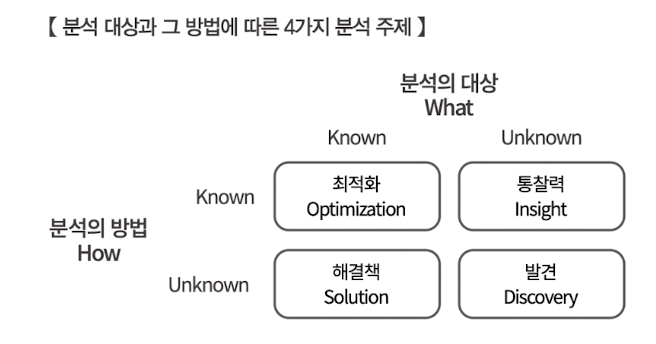 【 분석 대상과 그 방법에 따른 4가지 분석 주제 】
분석의 대상
What
Known Unknown
Known
최적화
Optimization
통찰력
Insight
분석의 방법
How
Unknown
해결책
Solution
발견
Discovery